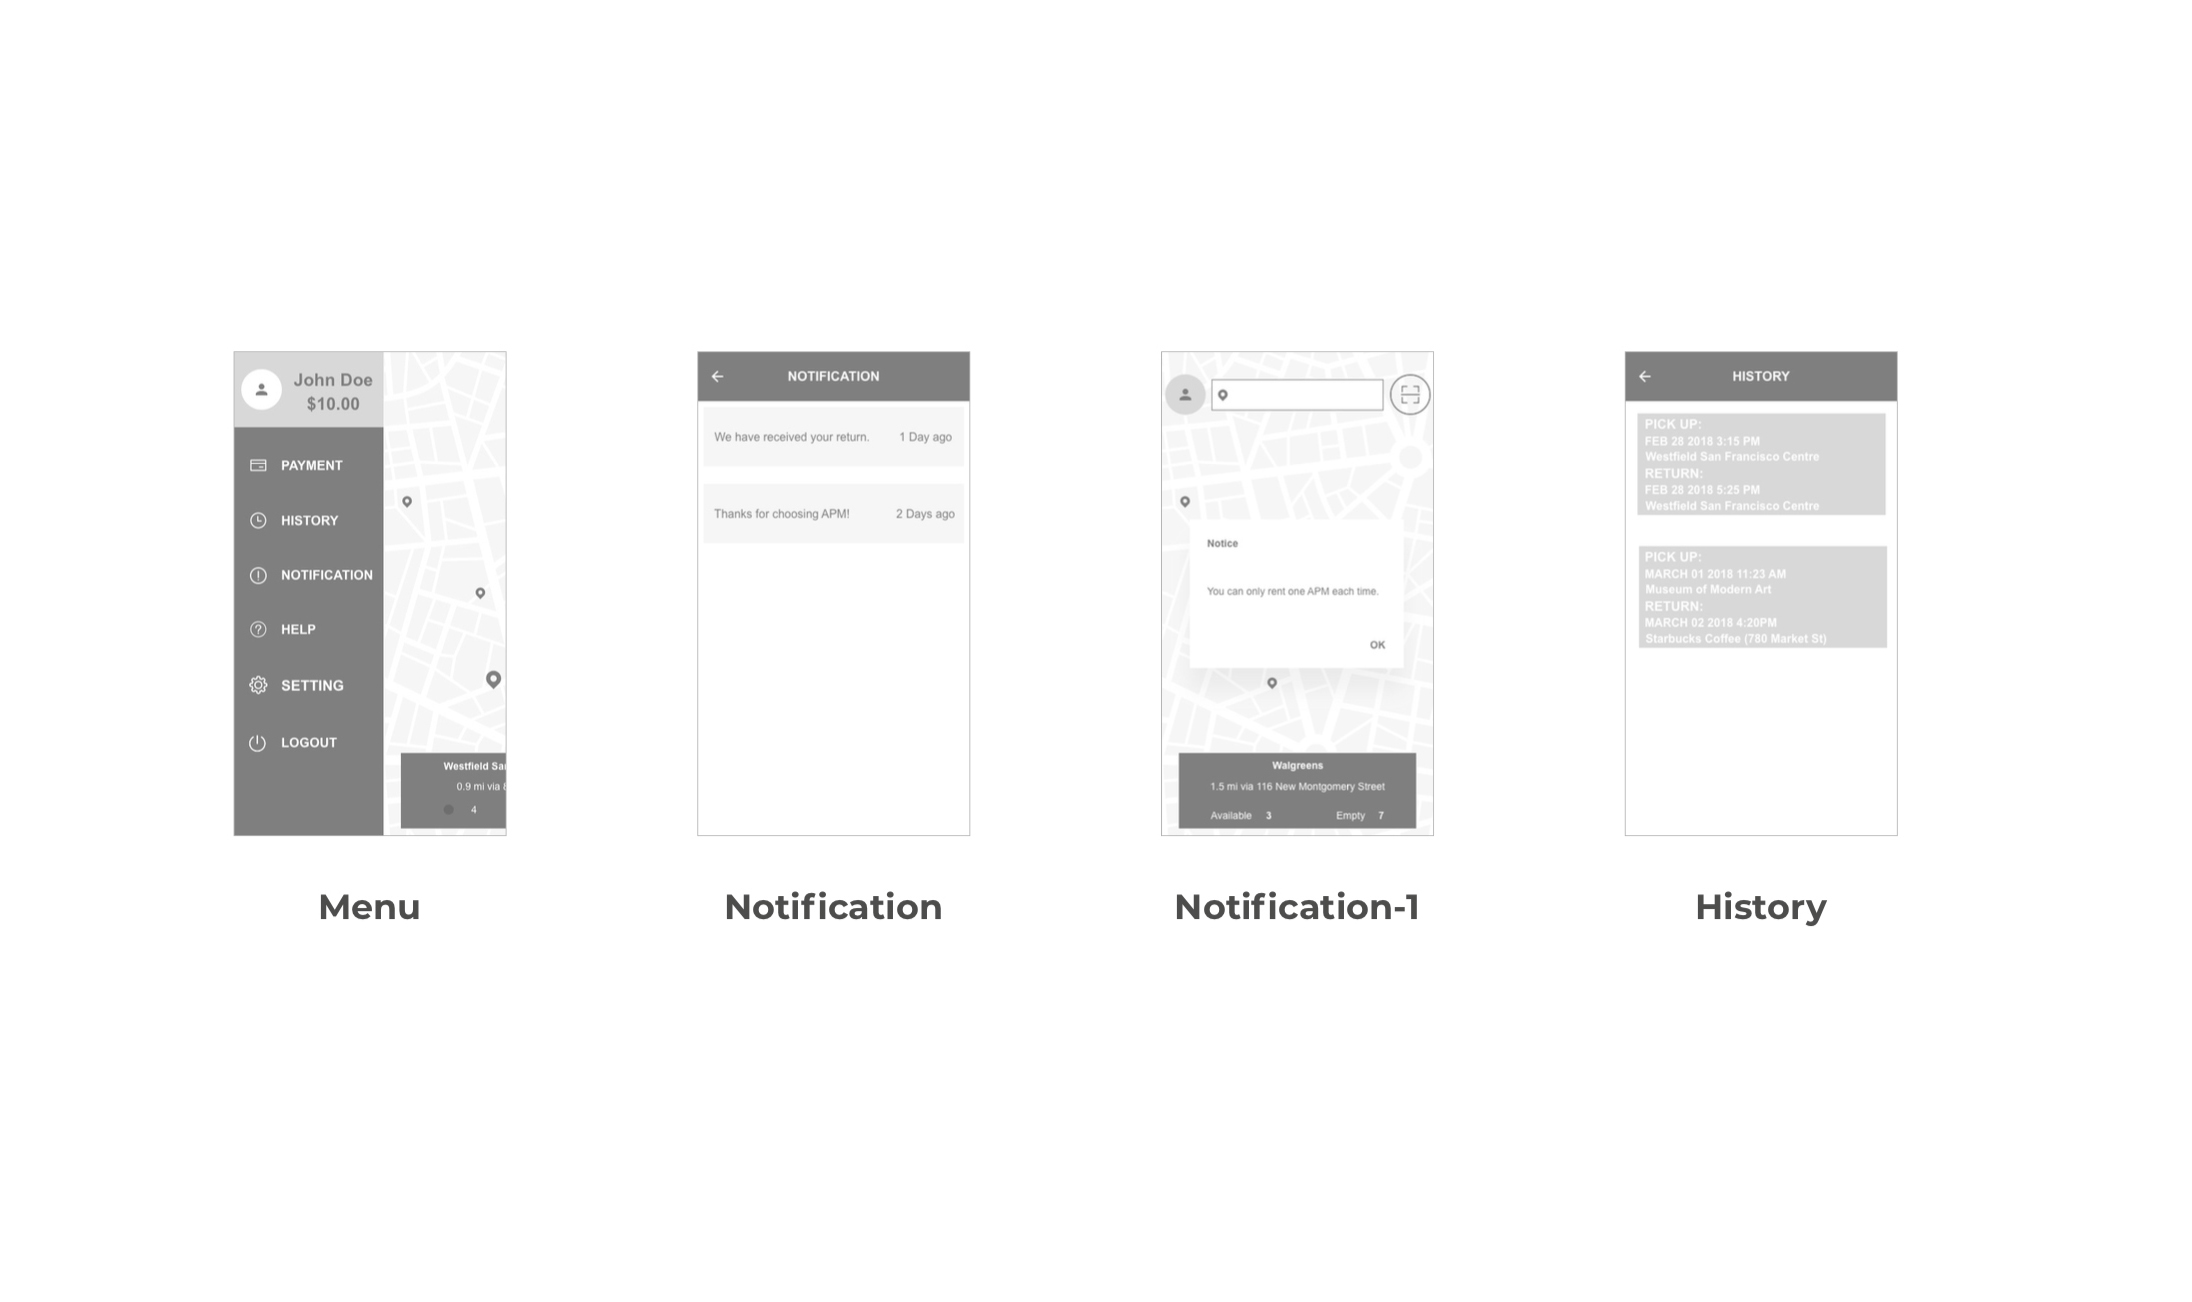 John Doe
$10.00
PAYMENT
HISTORY
NOTIFICATION
HELP
SETTING
LOGOUT
Westfield Sa
0.9 mi via
4
Menu
NOTIFICATION
We have received your return. 1 Day ago
Thanks for choosing APM! 2 Days ago
Notification
Notice
You can only rent one APM each time.
OK
Walgreens
1.5 mi via 116 New Montgomery Street
Available 3 Empty 7
Notification-1
HISTORY
PICK UP:
FEB 28 2018 3:15 PM
Westfield San Francisco Centre
RETURN:
FEB 28 2018 5:25 PM
Westfield San Francisco Centre
PICK UP:
MARCH 01 2018 11:23 AM
Museum of Modern Art
RETURN:
MARCH 02 2018 4:20PM
Starbucks Coffee (780 Market St)
History